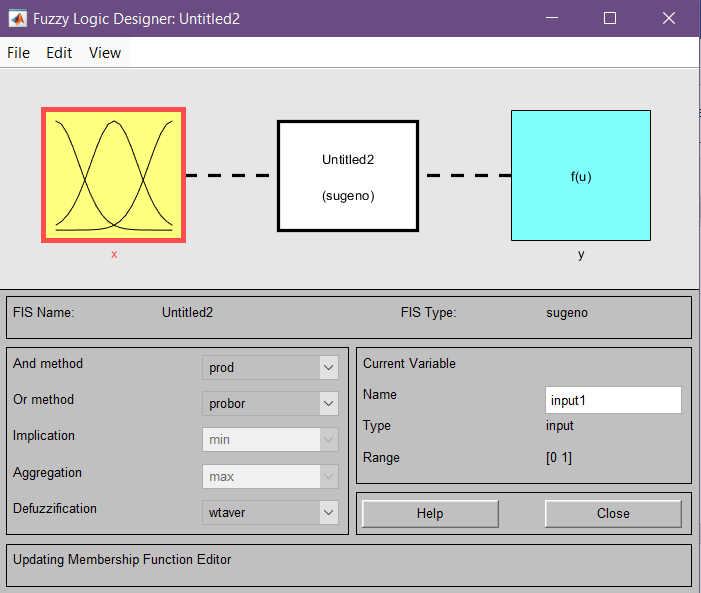 Fuzzy Logic Designer: Untitled2
File Edit View
Untitled2
(sugeno)
f(u)
x
y
FIS Name: Untitled2 FIS Type: sugeno
And method prod
Or method probor
Implication min
Aggregation max
Defuzzification wtaver
Current Variable
Name input1
Type input
Range [0 1]
Help Close
Updating Membership Function Editor